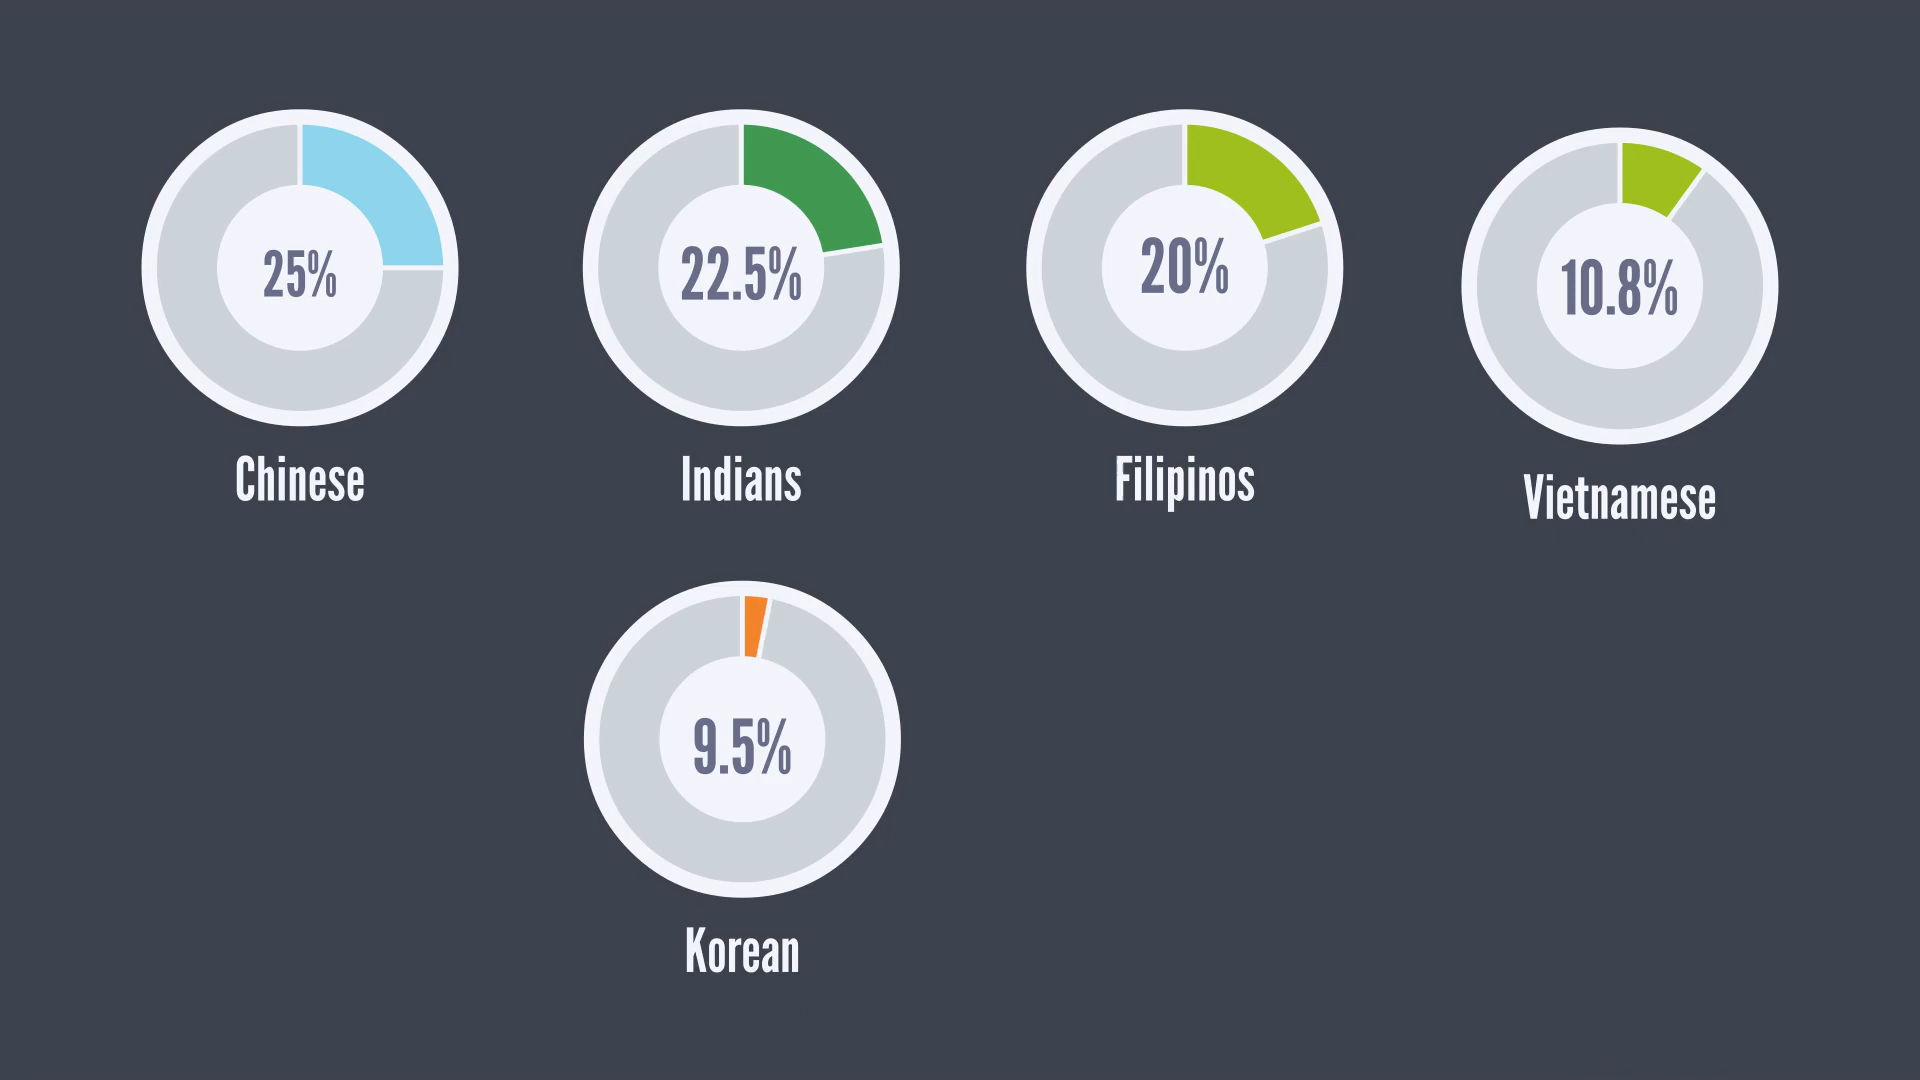 25%
Chinese
22.5%
Indians
20%
Filipinos
10.8%
Vietnamese
9.5%
Korean